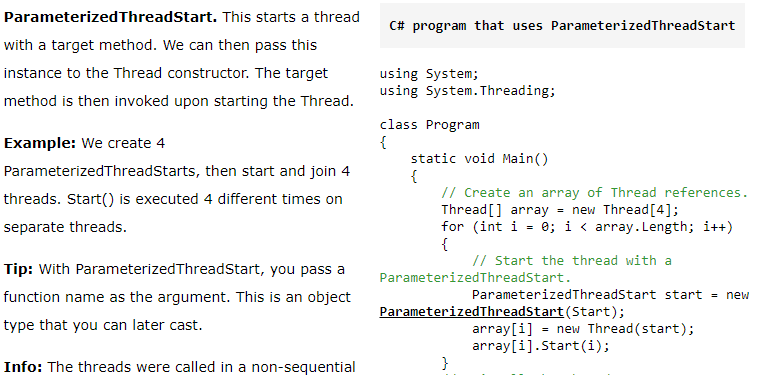 ParameterizedThreadStart. This starts a thread
with a target method. We can then pass this
instance to the Thread constructor. The target
method is then invoked upon starting the Thread.
Example: We create 4
ParameterizedThreadStarts, then start and join 4
threads. Start() is executed 4 different times on
separate threads.
Tip: With ParameterizedThreadStart, you pass a
function name as the argument. This is an object
type that you can later cast.
Info: The threads were called in a non-sequential
C# program that uses ParameterizedThreadStart
using System;
using System.Threading;
class Program
{
static void Main()
{
// Create an array of Thread references.
Thread[] array = new Thread[4];
for (int i = 0; i < array.Length; i++)
{
// Start the thread with a
ParameterizedThreadStart.
ParameterizedThreadStart start = new
ParameterizedThreadStart(Start);
array[i] = new Thread(start);
array[i].Start(i);
}